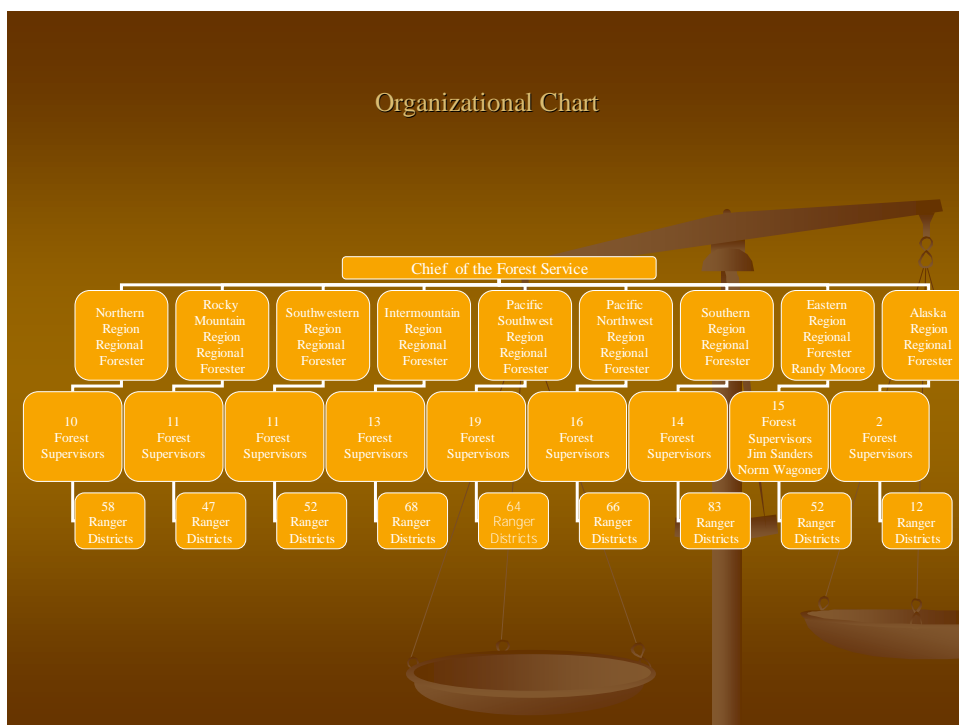 Organizational Chart
Chief of the Forest Service
Northern
Region
Regional
Forester
Rocky
Mountain
Region
Regional
Forester
Southwestern
Region
Regional
Forester
Intermountain
Region
Regional
Forester
Pacific
Southwest
Region
Regional
Forester
Pacific
Northwest
Region
Regional
Forester
Southern
Region
Regional
Forester
Eastern
Region
Regional
Forester
Randy Moore
Alaska
Region
Regional
Forester
10
Forest
Supervisors
11
Forest
Supervisors
11
Forest
Supervisors
13
Forest
Supervisors
19
Forest
Supervisors
16
Forest
Supervisors
14
Forest
Supervisors
15
Forest
Supervisors
Jim Sanders
Norm Wagoner
2
Forest
Supervisors
58
Ranger
Districts
47
Ranger
Districts
52
Ranger
Districts
68
Ranger
Districts
64
Ranger
Districts
66
Ranger
Districts
83
Ranger
Districts
52
Ranger
Districts
12
Ranger
Districts